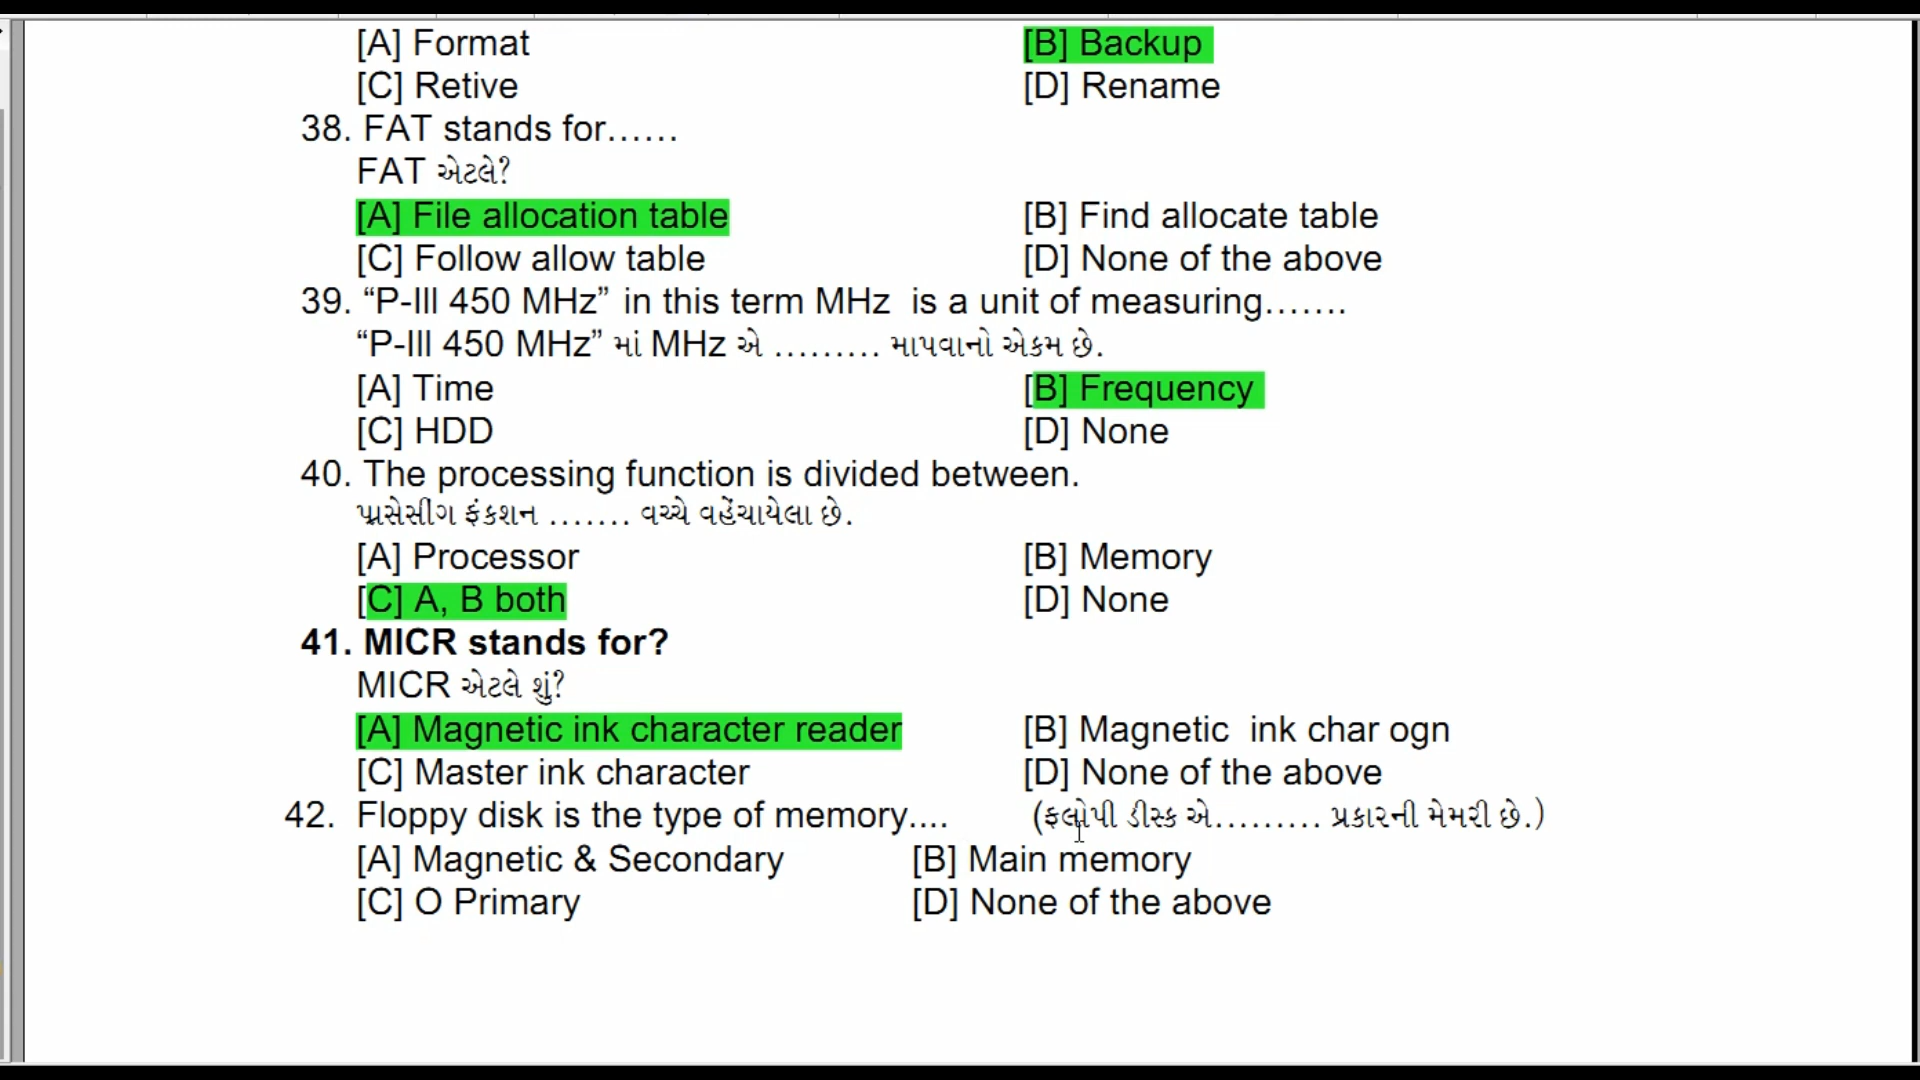 [A] Format [B] Backup
[C] Retive [D] Rename
38. FAT stands for......
FAT એટલે?
[A] File allocation table [B] Find allocate table
[C] Follow allow table [D] None of the above
39. “P-III 450 MHz” in this term MHz is a unit of measuring.......
“P-III 450 MHz” માં MHz એ ......... માપવાનો એકમ છે.
[A] Time [B] Frequency
[C] HDD [D] None
40. The processing function is divided between.
ફંકશન ....... વચ્ચે વહેંચાયેલા છે.
[A] Processor [B] Memory
[C] A, B both [D] None
41. MICR stands for?
MICR એટલે શું?
[A] Magnetic ink character reader [B] Magnetic ink char ogn
[C] Master ink character [D] None of the above
42. Floppy disk is the type of memory.... (ફલોપી ડીસ્ક એ......... પ્રકારની મેમરી છે.)
[A] Magnetic & Secondary [B] Main memory
[C] O Primary [D] None of the above